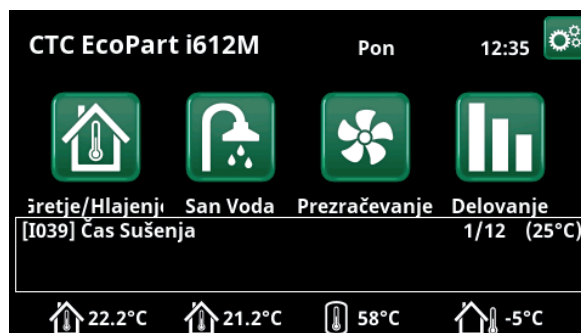 CTC EcoPart i612M Pon 12:35
Gretje/Hlajenje San Voda Prezračevanje Delovanje
[I039] Čas Sušenja 1/12 (25°C)
22.2°C 21.2°C 58°C -5°C